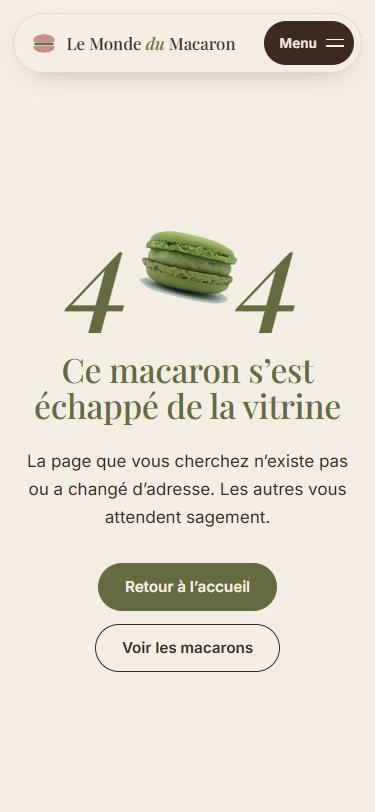 Le Monde du Macaron
Menu
4 4
Ce macaron s’est
échappé de la vitrine
La page que vous cherchez n’existe pas
ou a changé d’adresse. Les autres vous
attendent sagement.
Retour à l’accueil
Voir les macarons